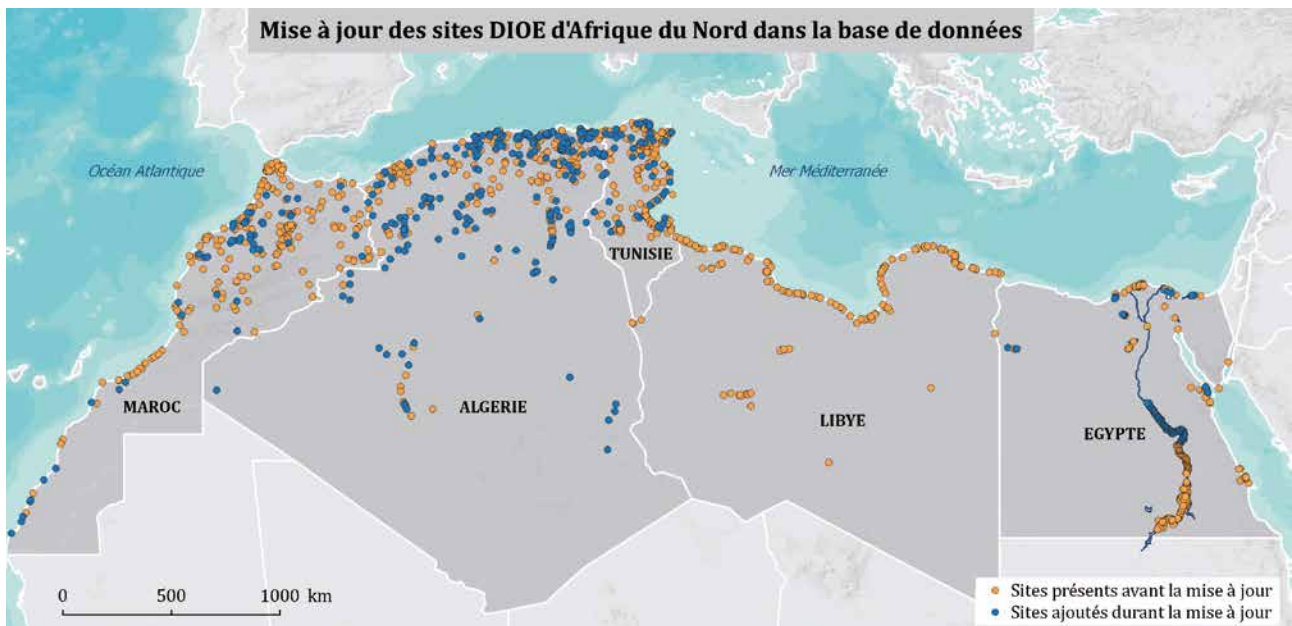 Mise à jour des sites DIOE d'Afrique du Nord dans la base de données
Océan Atlantique
Mer Méditerranée
TUNISIE
MAROC
ALGERIE
LIBYE
EGYPTE
0 500 1000 km
Sites présents avant la mise à jour
Sites ajoutés durant la mise à jour